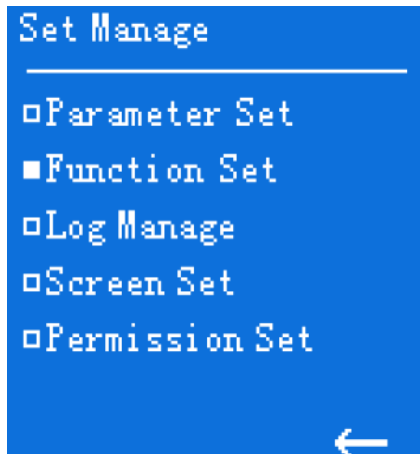 Set Manage
Parameter Set
Function Set
Log Manage
Screen Set
Permission Set